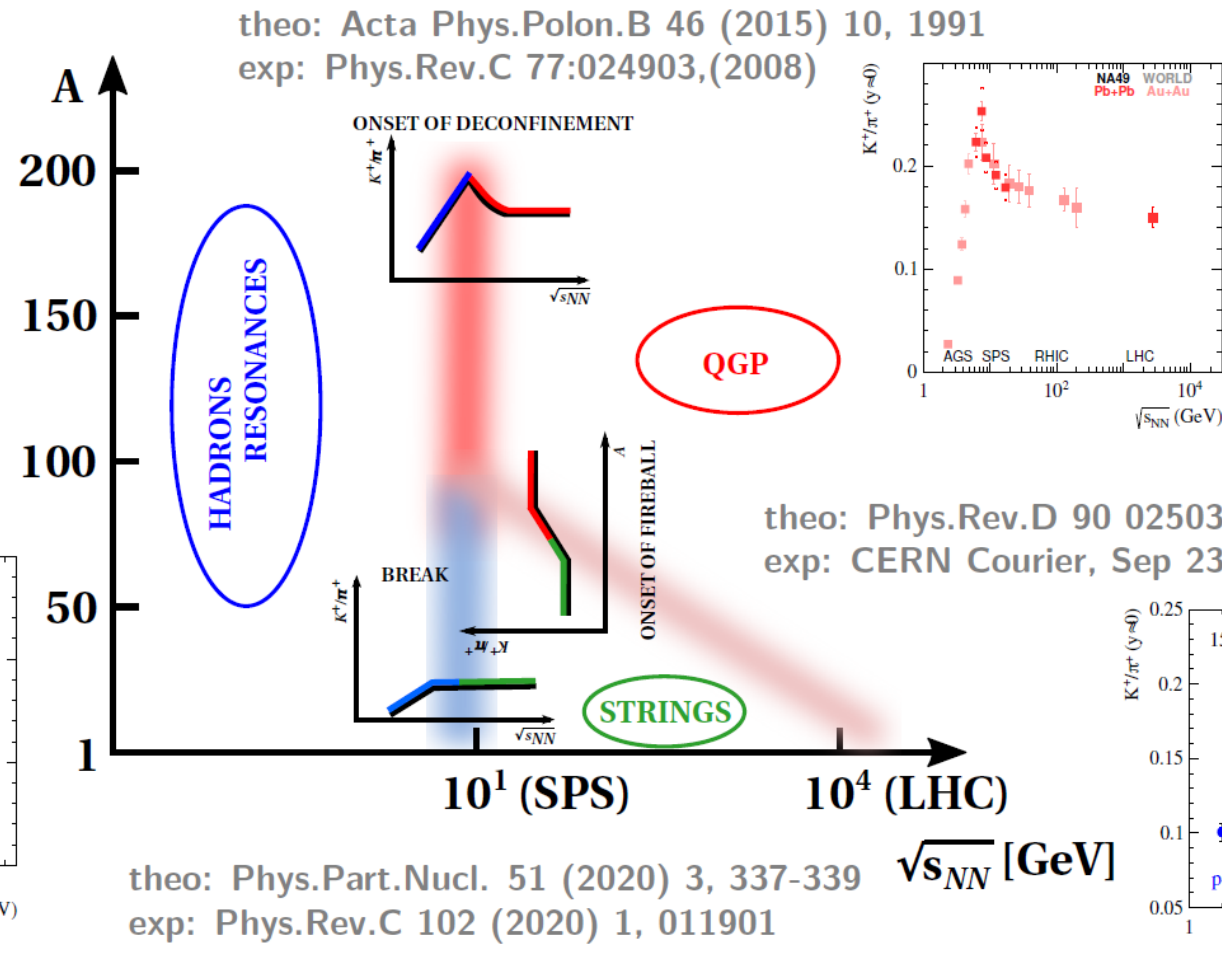 theo: Acta Phys.Polon.B 46 (2015) 10, 1991
exp: Phys.Rev.C 77:024903,(2008)
A
200
150
100
50
1
ONSET OF DECONFINEMENT
K⁺/π⁺
√sNN
HADRONS
RESONANCES
QGP
A
ONSET OF FIREBALL
K⁺/π⁺
BREAK
K⁺/π⁺
√sNN
STRINGS
10¹ (SPS)
10⁴ (LHC)
√sNN [GeV]
K⁺/π⁺ (y≈0)
NA49 WORLD
Pb+Pb Au+Au
0.2
0.1
0
AGS SPS RHIC LHC
1 10² 10⁴
√sNN (GeV)
theo: Phys.Rev.D 90 02503
exp: CERN Courier, Sep 23
K⁺/π⁺ (y≈0)
0.25
15
0.2
0.15
0.1
p
0.05
1
V)
theo: Phys.Part.Nucl. 51 (2020) 3, 337-339
exp: Phys.Rev.C 102 (2020) 1, 011901